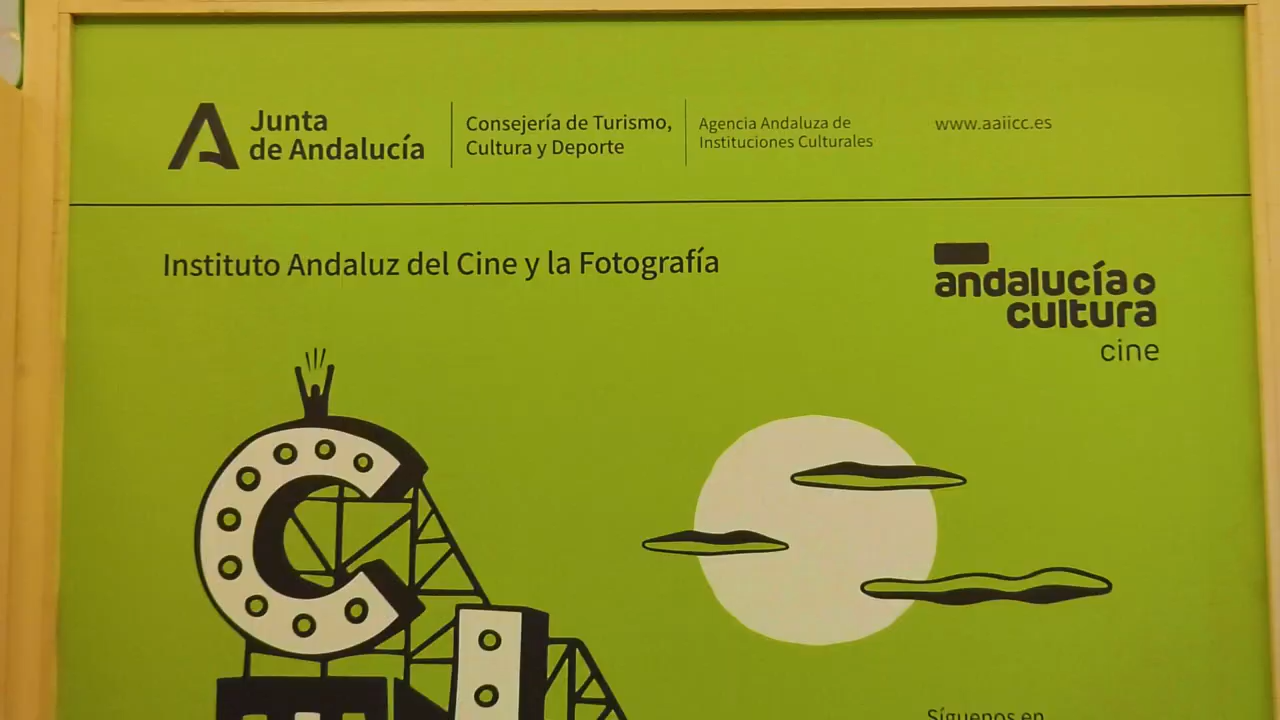 Junta
de Andalucía
Consejería de Turismo,
Cultura y Deporte
Agencia Andaluza de
Instituciones Culturales
www.aaiicc.es
Instituto Andaluz del Cine y la Fotografía
andalucía
cultura
cine
CI
Síguenos en